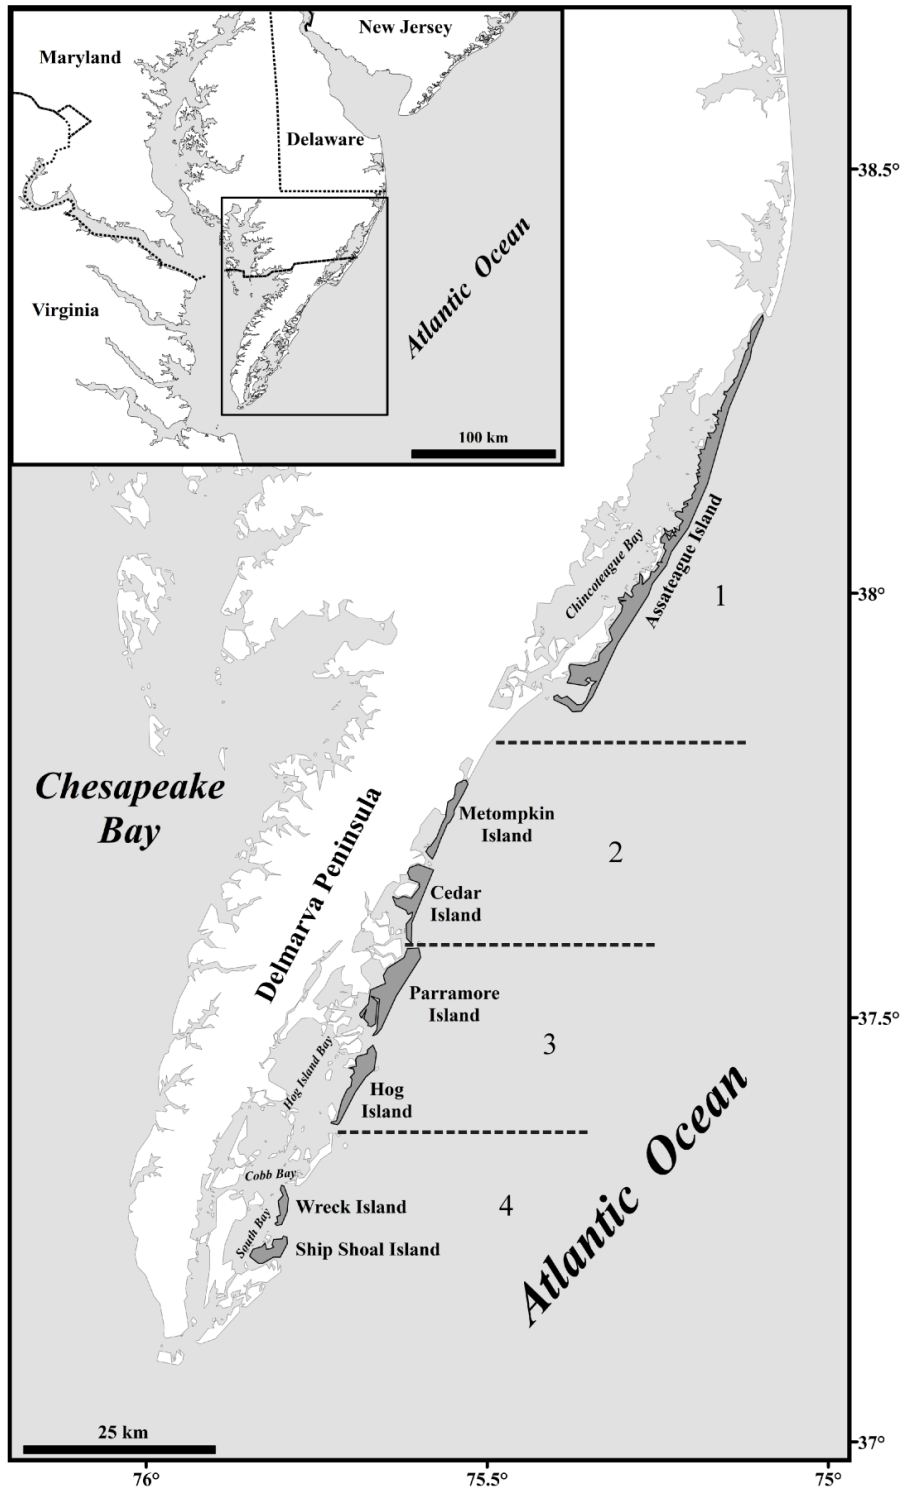 New Jersey
Maryland
Delaware
Virginia
Atlantic Ocean
100 km
38.5°
Chincoteague Bay
Assateague Island
1
38°
Chesapeake
Bay
Delmarva Peninsula
Metompkin
Island
2
Cedar
Island
Parramore
Island
37.5°
3
Hog Island Bay
Hog
Island
Atlantic Ocean
Cobb Bay
Wreck Island
4
South Bay
Ship Shoal Island
25 km
37°
76°
75.5°
75°